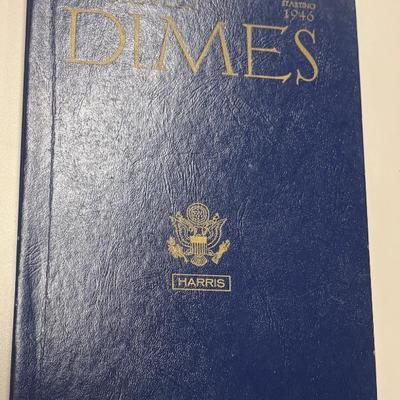 STARTING
1946
DIMES
HARRIS